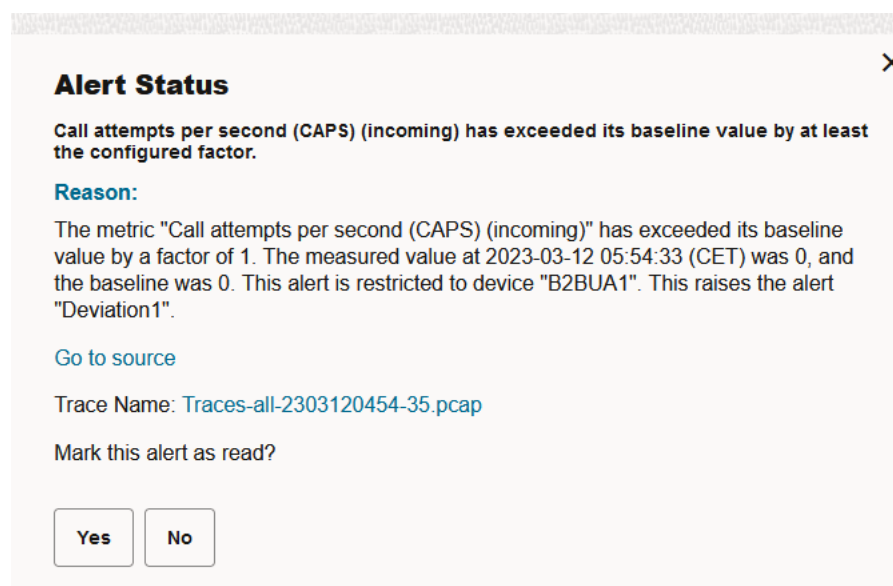 Alert Status
Call attempts per second (CAPS) (incoming) has exceeded its baseline value by at least
the configured factor.
Reason:
The metric "Call attempts per second (CAPS) (incoming)" has exceeded its baseline
value by a factor of 1. The measured value at 2023-03-12 05:54:33 (CET) was 0, and
the baseline was 0. This alert is restricted to device "B2BUA1". This raises the alert
"Deviation1".
Go to source
Trace Name: Traces-all-2303120454-35.pcap
Mark this alert as read?
Yes No